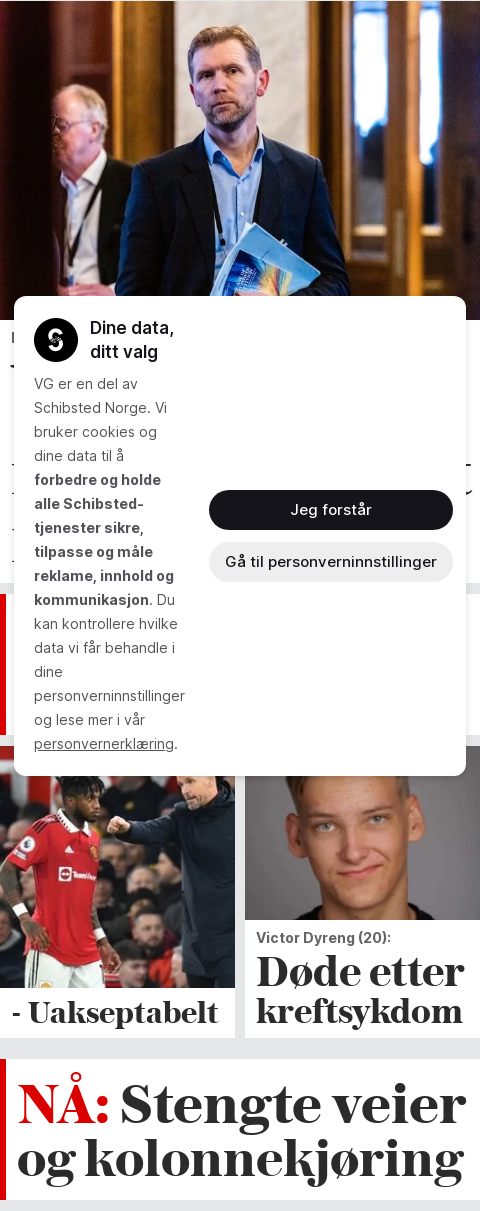 Dine data,
ditt valg
VG er en del av
Schibsted Norge. Vi
bruker cookies og
dine data til å
forbedre og holde
alle Schibsted-
tjenester sikre,
tilpasse og måle
reklame, innhold og
kommunikasjon. Du
kan kontrollere hvilke
data vi får behandle i
dine
personverninnstillinger
og lese mer i vår
personvernerklæring.
Jeg forstår
Gå til personverninnstillinger
- Uakseptabelt
Victor Dyreng (20):
Døde etter
kreftsykdom
NÅ: Stengte veier
og kolonnekjøring